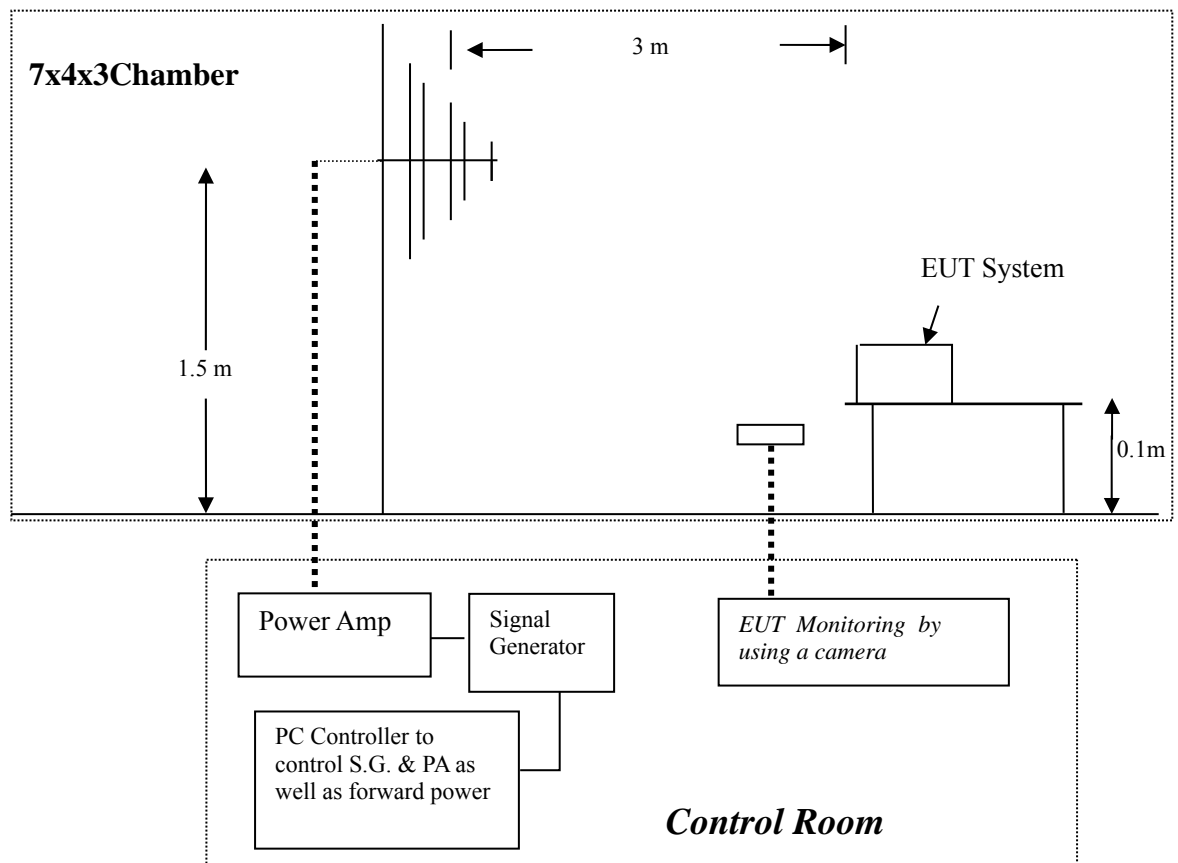 3 m
7x4x3Chamber
EUT System
1.5 m
0.1m
Power Amp
Signal
Generator
EUT Monitoring by
using a camera
PC Controller to
control S.G. & PA as
well as forward power
Control Room